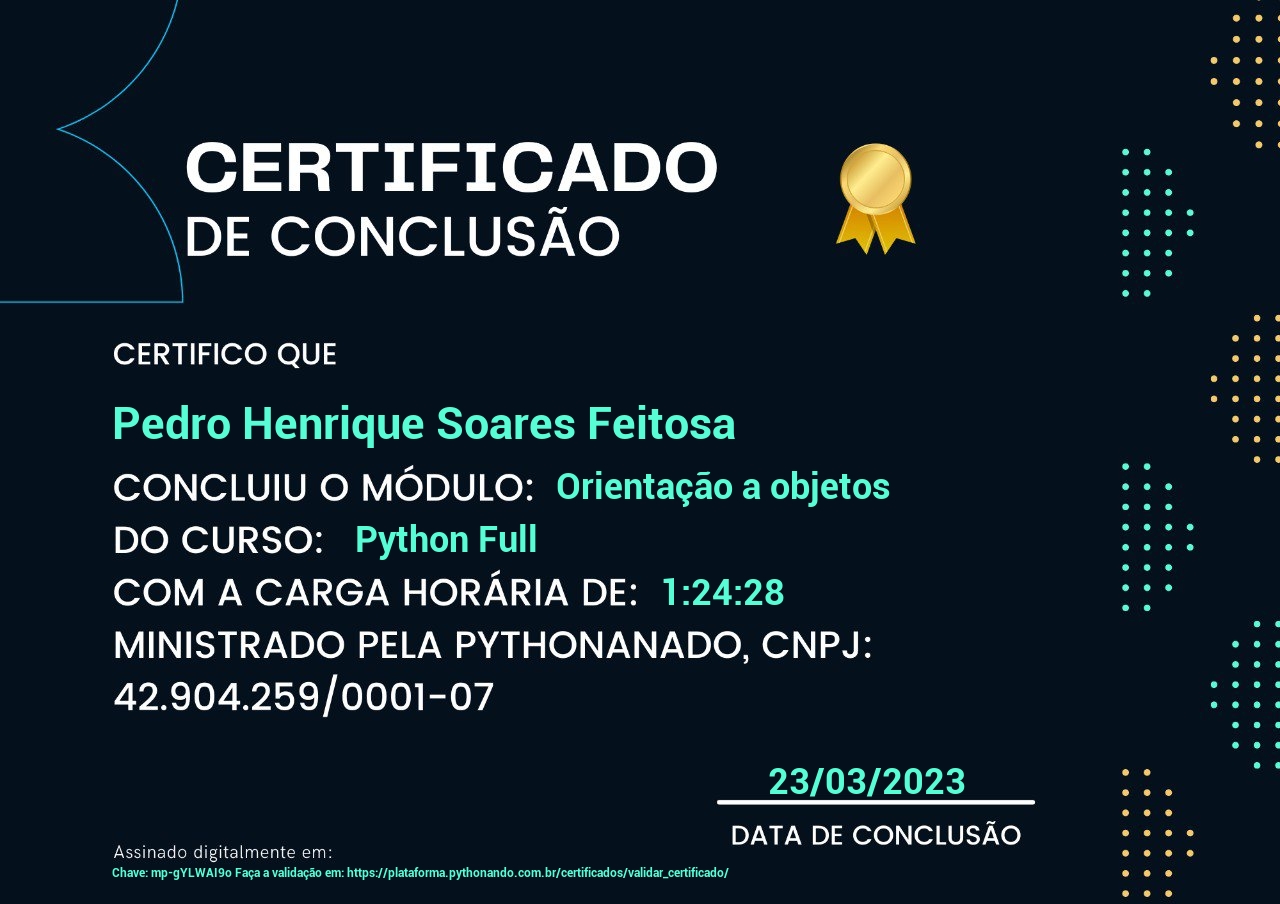 CERTIFICADO
DE CONCLUSÃO
CERTIFICO QUE
Pedro Henrique Soares Feitosa
CONCLUIU O MÓDULO: Orientação a objetos
DO CURSO: Python Full
COM A CARGA HORÁRIA DE: 1:24:28
MINISTRADO PELA PYTHONANADO, CNPJ:
42.904.259/0001-07
23/03/2023
DATA DE CONCLUSÃO
Assinado digitalmente em:
Chave: mp-gYLWAI9o Faça a validação em: https://plataforma.pythonando.com.br/certificados/validar_certificado/